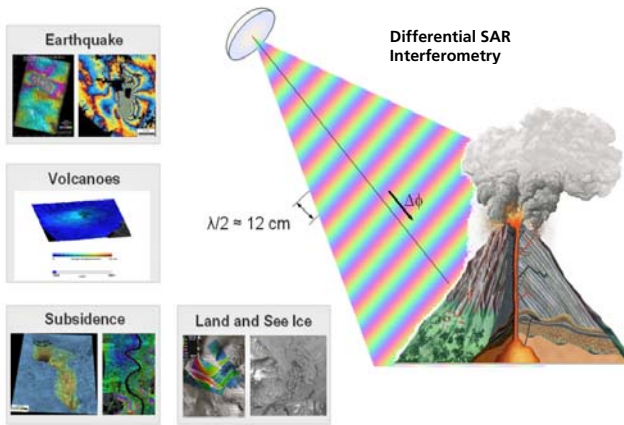 Earthquake
Differential SAR
Interferometry
Volcanoes
Δϕ
λ/2 ≈ 12 cm
Subsidence
Land and See Ice